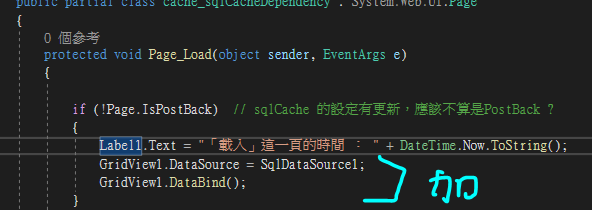 public partial class cache_sqlCacheDependency : System.Web.UI.Page
{
0 個參考
protected void Page_Load(object sender, EventArgs e)
{
if (!Page.IsPostBack)  // sqlCache 的設定有更新，應該不算是PostBack ?
{
Label1.Text = "「載入」這一頁的時間 : " + DateTime.Now.ToString();
GridView1.DataSource = SqlDataSource1;
GridView1.DataBind();
加
}